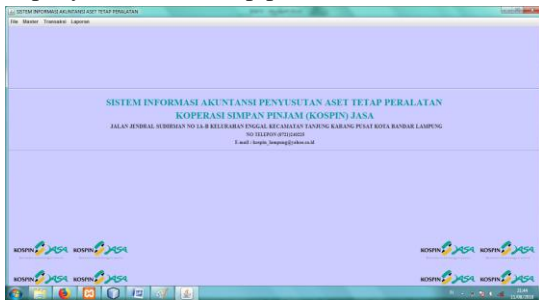 SISTEM INFORMASI AKUNTANSI ASET TETAP PERALATAN
File Master Transaksi Laporan
SISTEM INFORMASI AKUNTANSI PENYUSUTAN ASET TETAP PERALATAN
KOPERASI SIMPAN PINJAM (KOSPIN) JASA
JALAN JENDRAL SUDIRMAN NO 1A-B KELURAHAN ENGGAL KECAMATAN TANJUNG KARANG PUSAT KOTA BANDAR LAMPUNG
NO TELEPON
E-mail : kospin_lampung@yahoo.co.id
KOSPIN JASA KOSPIN JASA KOSPIN JASA KOSPIN JASA
KOSPIN JASA KOSPIN JASA KOSPIN JASA KOSPIN JASA